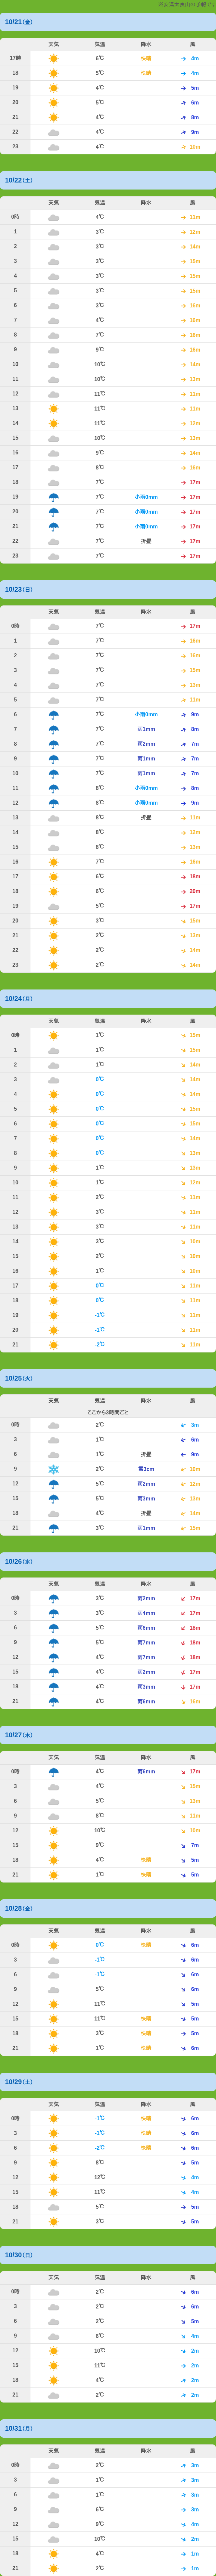 ※安達太良山の予報です
10/21(金)
天気 気温 降水 風
17時 6℃ 快晴 4m
18 5℃ 快晴 4m
19 4℃ 5m
20 5℃ 6m
21 4℃ 8m
22 4℃ 9m
23 4℃ 10m
10/22(土)
天気 気温 降水 風
0時 4℃ 11m
1 3℃ 12m
2 3℃ 14m
3 3℃ 15m
4 3℃ 15m
5 3℃ 15m
6 3℃ 16m
7 4℃ 16m
8 7℃ 16m
9 9℃ 16m
10 10℃ 14m
11 10℃ 13m
12 11℃ 11m
13 11℃ 11m
14 11℃ 12m
15 10℃ 13m
16 9℃ 14m
17 8℃ 16m
18 7℃ 17m
19 7℃ 小雨0mm 17m
20 7℃ 小雨0mm 17m
21 7℃ 小雨0mm 17m
22 7℃ 折畳 17m
23 7℃ 17m
10/23(日)
天気 気温 降水 風
0時 7℃ 17m
1 7℃ 16m
2 7℃ 16m
3 7℃ 15m
4 7℃ 13m
5 7℃ 11m
6 7℃ 小雨0mm 9m
7 7℃ 雨1mm 8m
8 7℃ 雨2mm 7m
9 7℃ 雨1mm 7m
10 7℃ 雨1mm 7m
11 8℃ 小雨0mm 8m
12 8℃ 小雨0mm 9m
13 8℃ 折畳 11m
14 8℃ 12m
15 8℃ 13m
16 7℃ 16m
17 6℃ 18m
18 6℃ 20m
19 5℃ 17m
20 3℃ 15m
21 2℃ 13m
22 2℃ 14m
23 2℃ 14m
10/24(月)
天気 気温 降水 風
0時 1℃ 15m
1 1℃ 15m
2 1℃ 14m
3 0℃ 14m
4 0℃ 14m
5 0℃ 15m
6 0℃ 15m
7 0℃ 14m
8 0℃ 13m
9 1℃ 13m
10 1℃ 12m
11 2℃ 11m
12 3℃ 11m
13 3℃ 11m
14 3℃ 10m
15 2℃ 10m
16 1℃ 10m
17 0℃ 11m
18 0℃ 11m
19 -1℃ 11m
20 -1℃ 11m
21 -2℃ 11m
10/25(火)
天気 気温 降水 風
ここから3時間ごと
0時 2℃ 3m
3 1℃ 6m
6 1℃ 折畳 9m
9 2℃ 雪3cm 10m
12 5℃ 雨2mm 12m
15 5℃ 雨3mm 13m
18 4℃ 折畳 14m
21 3℃ 雨1mm 15m
10/26(水)
天気 気温 降水 風
0時 3℃ 雨2mm 17m
3 3℃ 雨4mm 17m
6 5℃ 雨6mm 18m
9 5℃ 雨7mm 18m
12 4℃ 雨7mm 18m
15 4℃ 雨2mm 17m
18 4℃ 雨3mm 17m
21 4℃ 雨6mm 16m
10/27(木)
天気 気温 降水 風
0時 4℃ 雨6mm 17m
3 4℃ 15m
6 5℃ 13m
9 8℃ 11m
12 10℃ 10m
15 9℃ 7m
18 4℃ 快晴 5m
21 1℃ 快晴 5m
10/28(金)
天気 気温 降水 風
0時 0℃ 快晴 6m
3 -1℃ 6m
6 -1℃ 6m
9 5℃ 6m
12 11℃ 5m
15 11℃ 快晴 5m
18 3℃ 快晴 5m
21 1℃ 快晴 6m
10/29(土)
天気 気温 降水 風
0時 -1℃ 快晴 6m
3 -1℃ 快晴 6m
6 -2℃ 快晴 6m
9 8℃ 5m
12 12℃ 4m
15 11℃ 4m
18 5℃ 5m
21 3℃ 5m
10/30(日)
天気 気温 降水 風
0時 2℃ 6m
3 2℃ 6m
6 2℃ 5m
9 6℃ 4m
12 10℃ 2m
15 11℃ 2m
18 4℃ 2m
21 2℃ 2m
10/31(月)
天気 気温 降水 風
0時 2℃ 3m
3 1℃ 3m
6 1℃ 3m
9 6℃ 3m
12 9℃ 4m
15 10℃ 2m
18 4℃ 1m
21 2℃ 1m